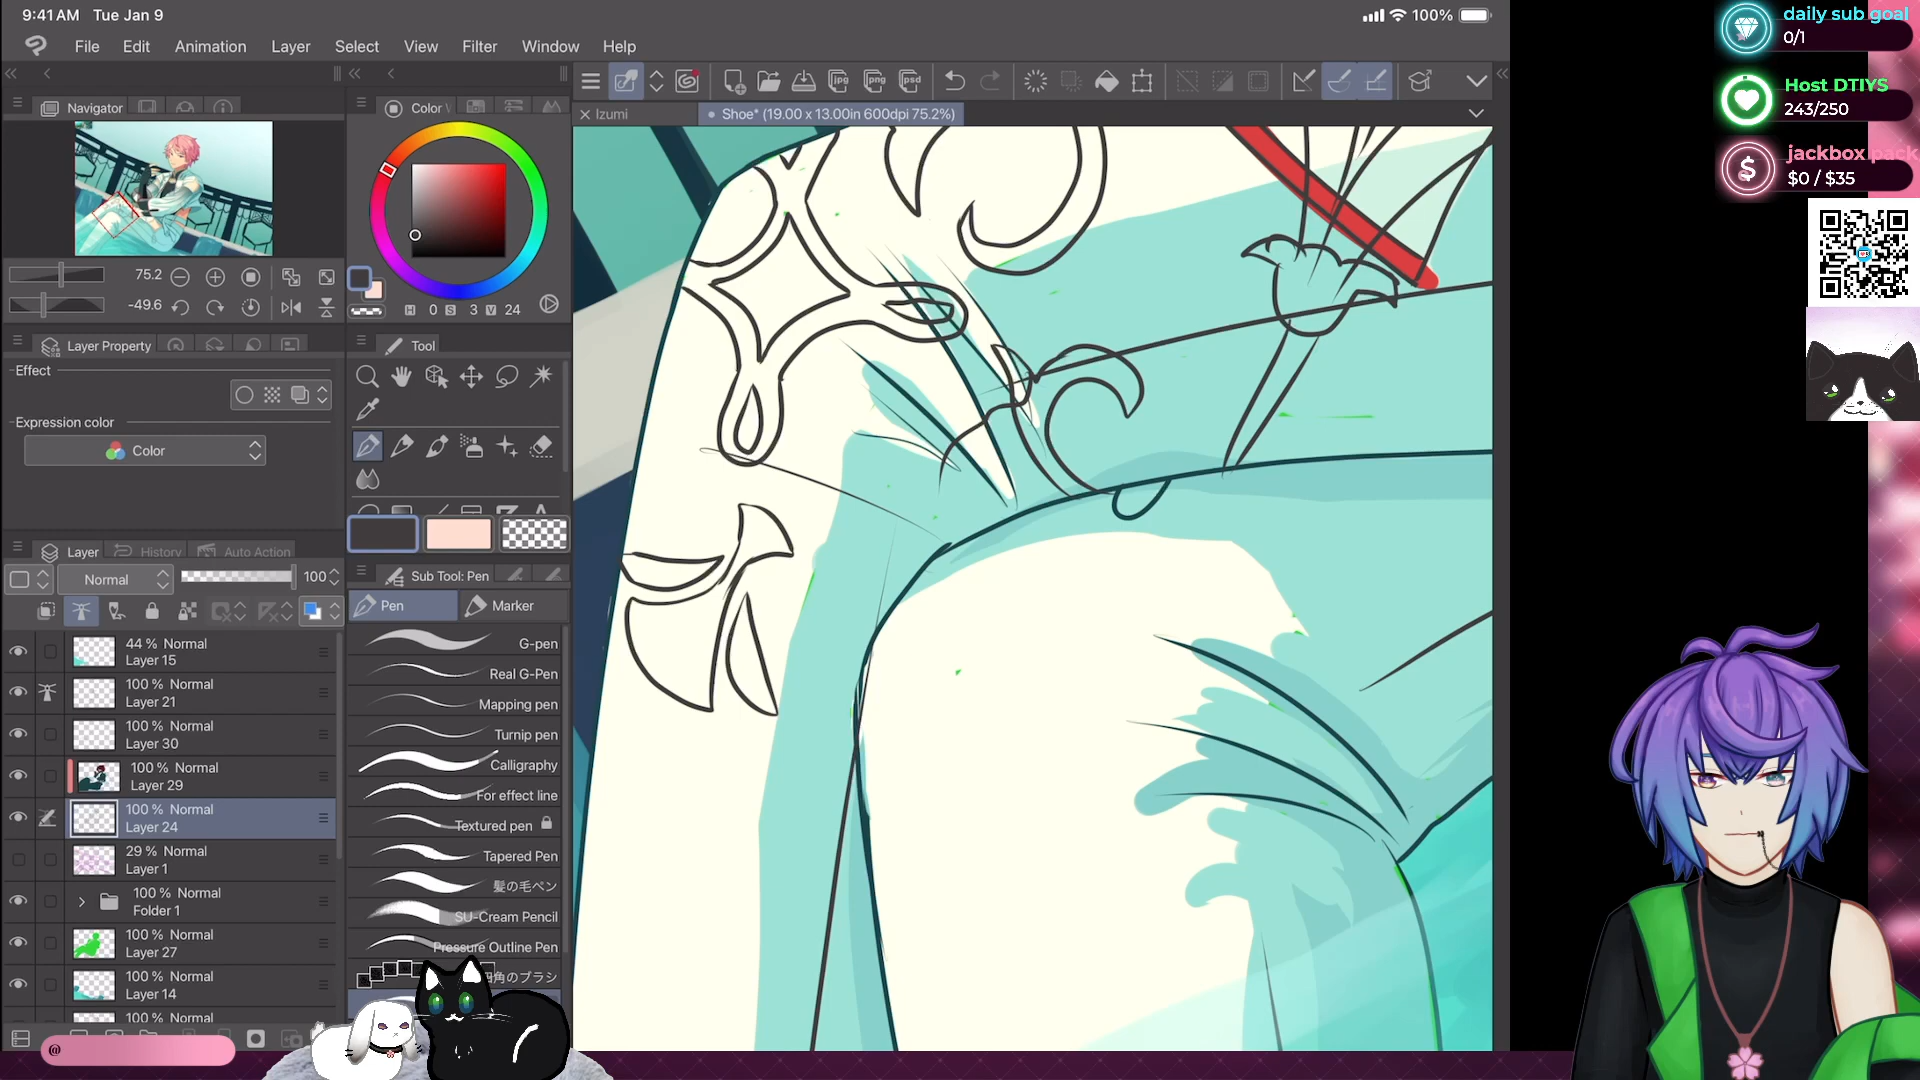 9:41 AM Tue Jan 9
100%
File Edit Animation Layer Select View Filter Window Help
Navigator
Color
Izumi
Shoe* (19.00 x 13.00in 600dpi 75.2%)
75.2
-49.6
H 0 S 3 V 24
Layer Property
Tool
Effect
Expression color
Color
Layer History Auto Action
Normal 100
Sub Tool: Pen
Pen Marker
44 % Normal
Layer 15
100 % Normal
Layer 21
100 % Normal
Layer 30
100 % Normal
Layer 29
100 % Normal
Layer 24
29 % Normal
Layer 1
100 % Normal
Folder 1
100 % Normal
Layer 27
100 % Normal
Layer 14
100 % Normal
G-pen
Real G-Pen
Mapping pen
Turnip pen
Calligraphy
For effect line
Textured pen
Tapered Pen
髪の毛ペン
SU-Cream Pencil
Pressure Outline Pen
四角のブラシ
@
daily sub goal
0/1
Host DTIYS
243/250
jackbox pack
$0 / $35